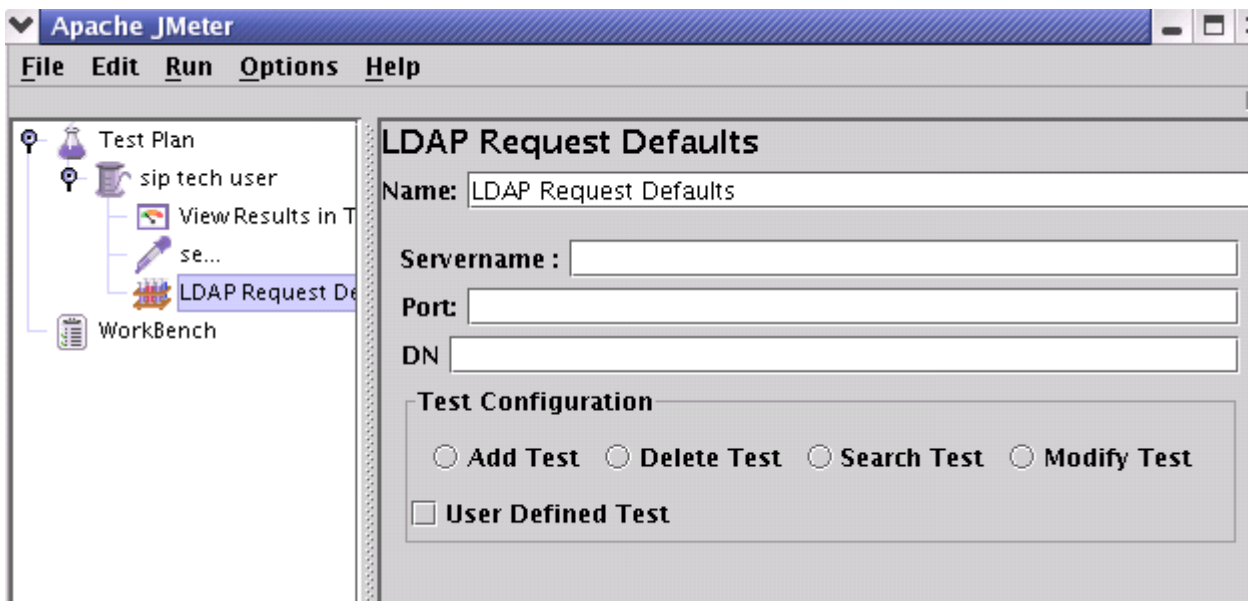 Apache JMeter
File Edit Run Options Help
Test Plan
sip tech user
View Results in T
se...
LDAP Request De
WorkBench
LDAP Request Defaults
Name: LDAP Request Defaults
Servername :
Port:
DN
Test Configuration
Add Test Delete Test Search Test Modify Test
User Defined Test